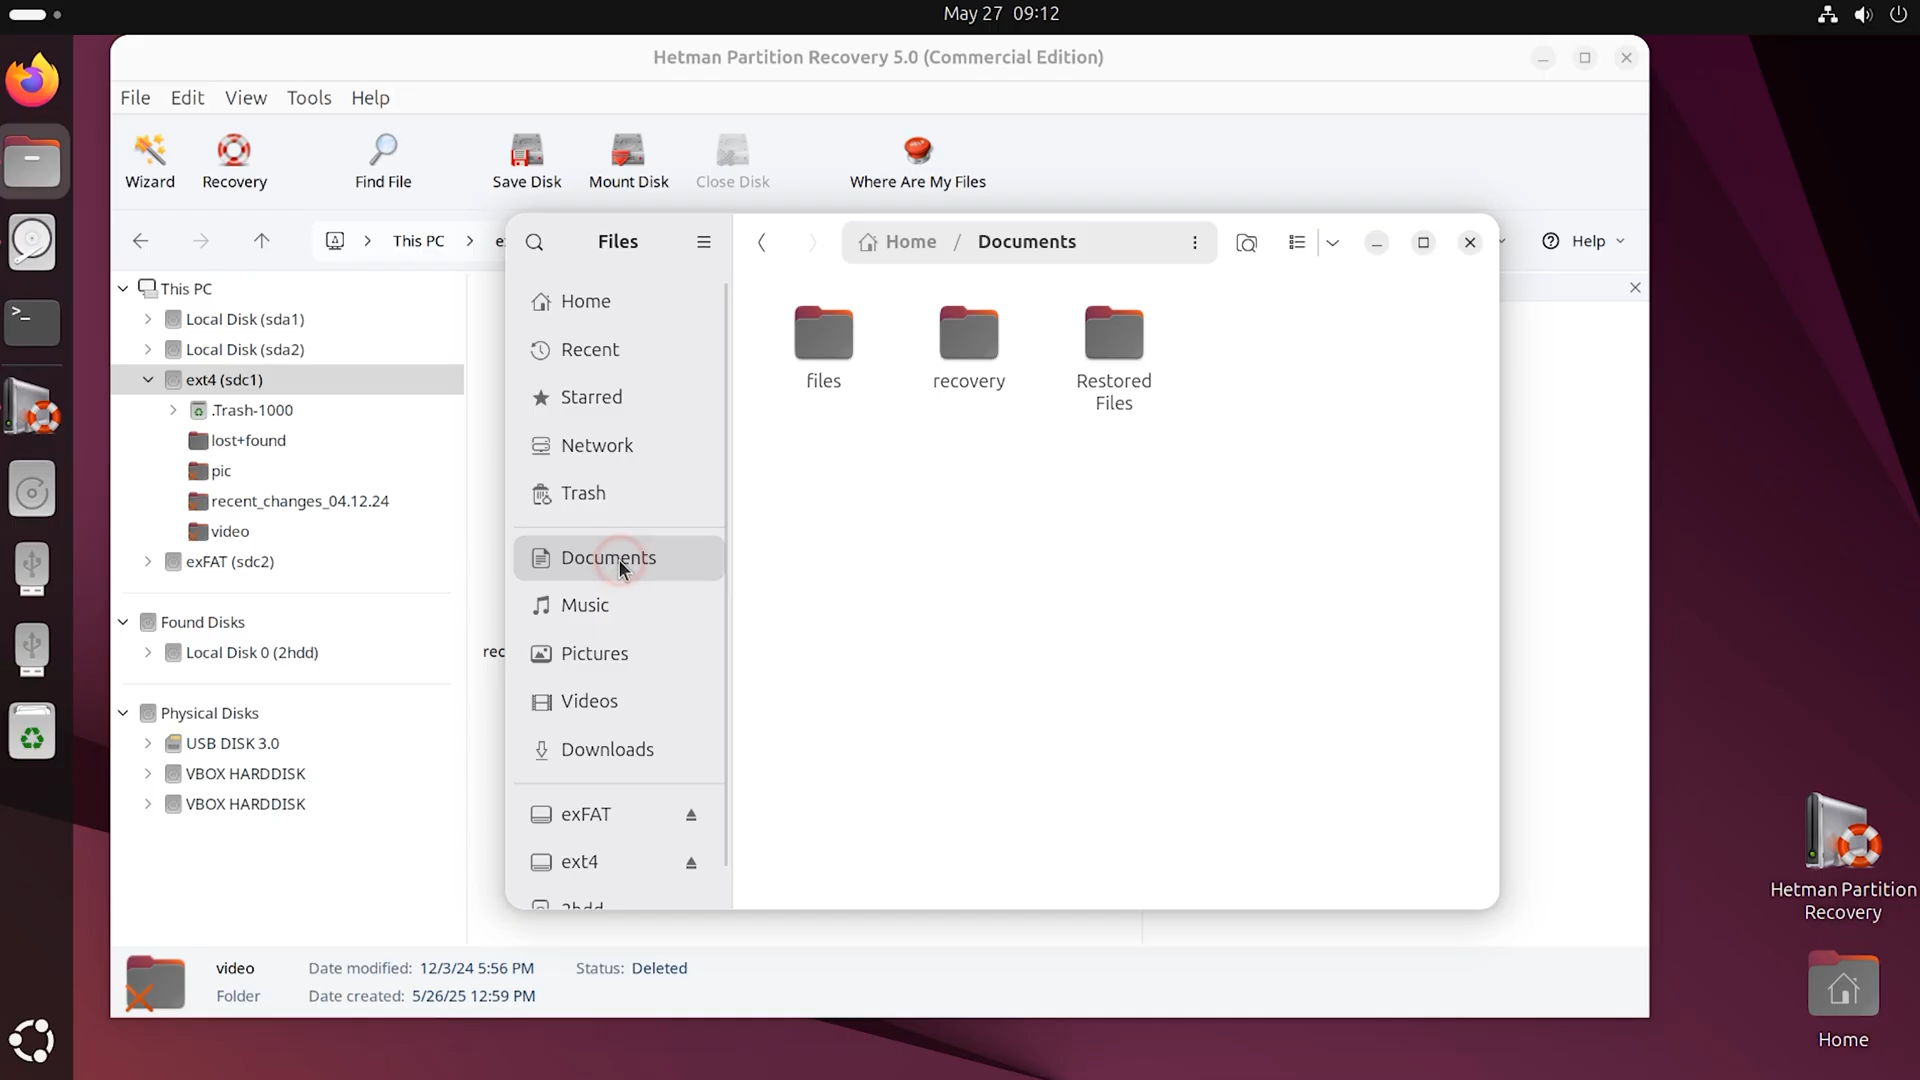 May 27 09:12
Hetman Partition Recovery 5.0 (Commercial Edition)
File Edit View Tools Help
Wizard Recovery Find File Save Disk Mount Disk Close Disk Where Are My Files
This PC
Help
This PC
Local Disk (sda1)
Local Disk (sda2)
ext4 (sdc1)
.Trash-1000
lost+found
pic
recent_changes_04.12.24
video
exFAT (sdc2)
Found Disks
Local Disk 0 (2hdd)
Physical Disks
USB DISK 3.0
VBOX HARDDISK
VBOX HARDDISK
Files
Home
Recent
Starred
Network
Trash
Documents
Music
Pictures
Videos
Downloads
exFAT
ext4
2hdd
Home / Documents
files recovery Restored
Files
video Date modified: 12/3/24 5:56 PM Status: Deleted
Folder Date created: 5/26/25 12:59 PM
Hetman Partition
Recovery
Home